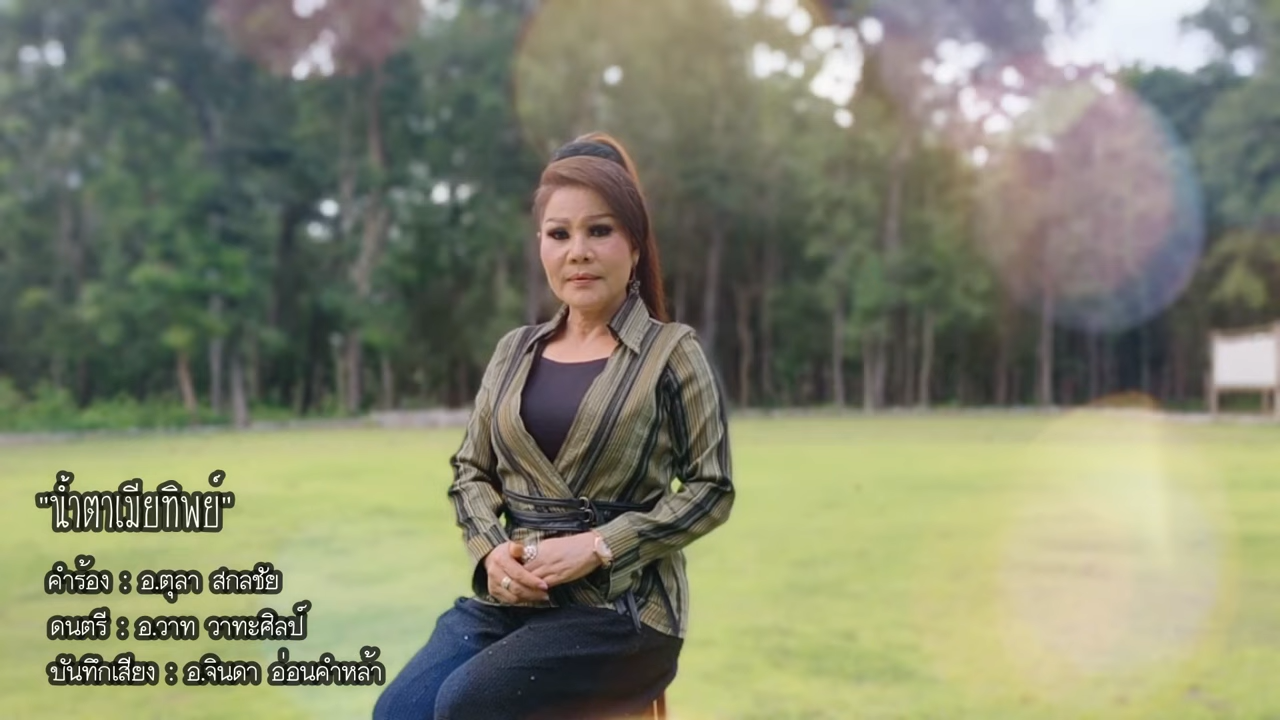 "น้ำตาเมียทิพย์"
คำร้อง : อ.ตุลา สกลชัย
ดนตรี : อ.วาท วาทะศิลป์
บันทึกเสียง : อ.จินดา อ่อนคำหล้า